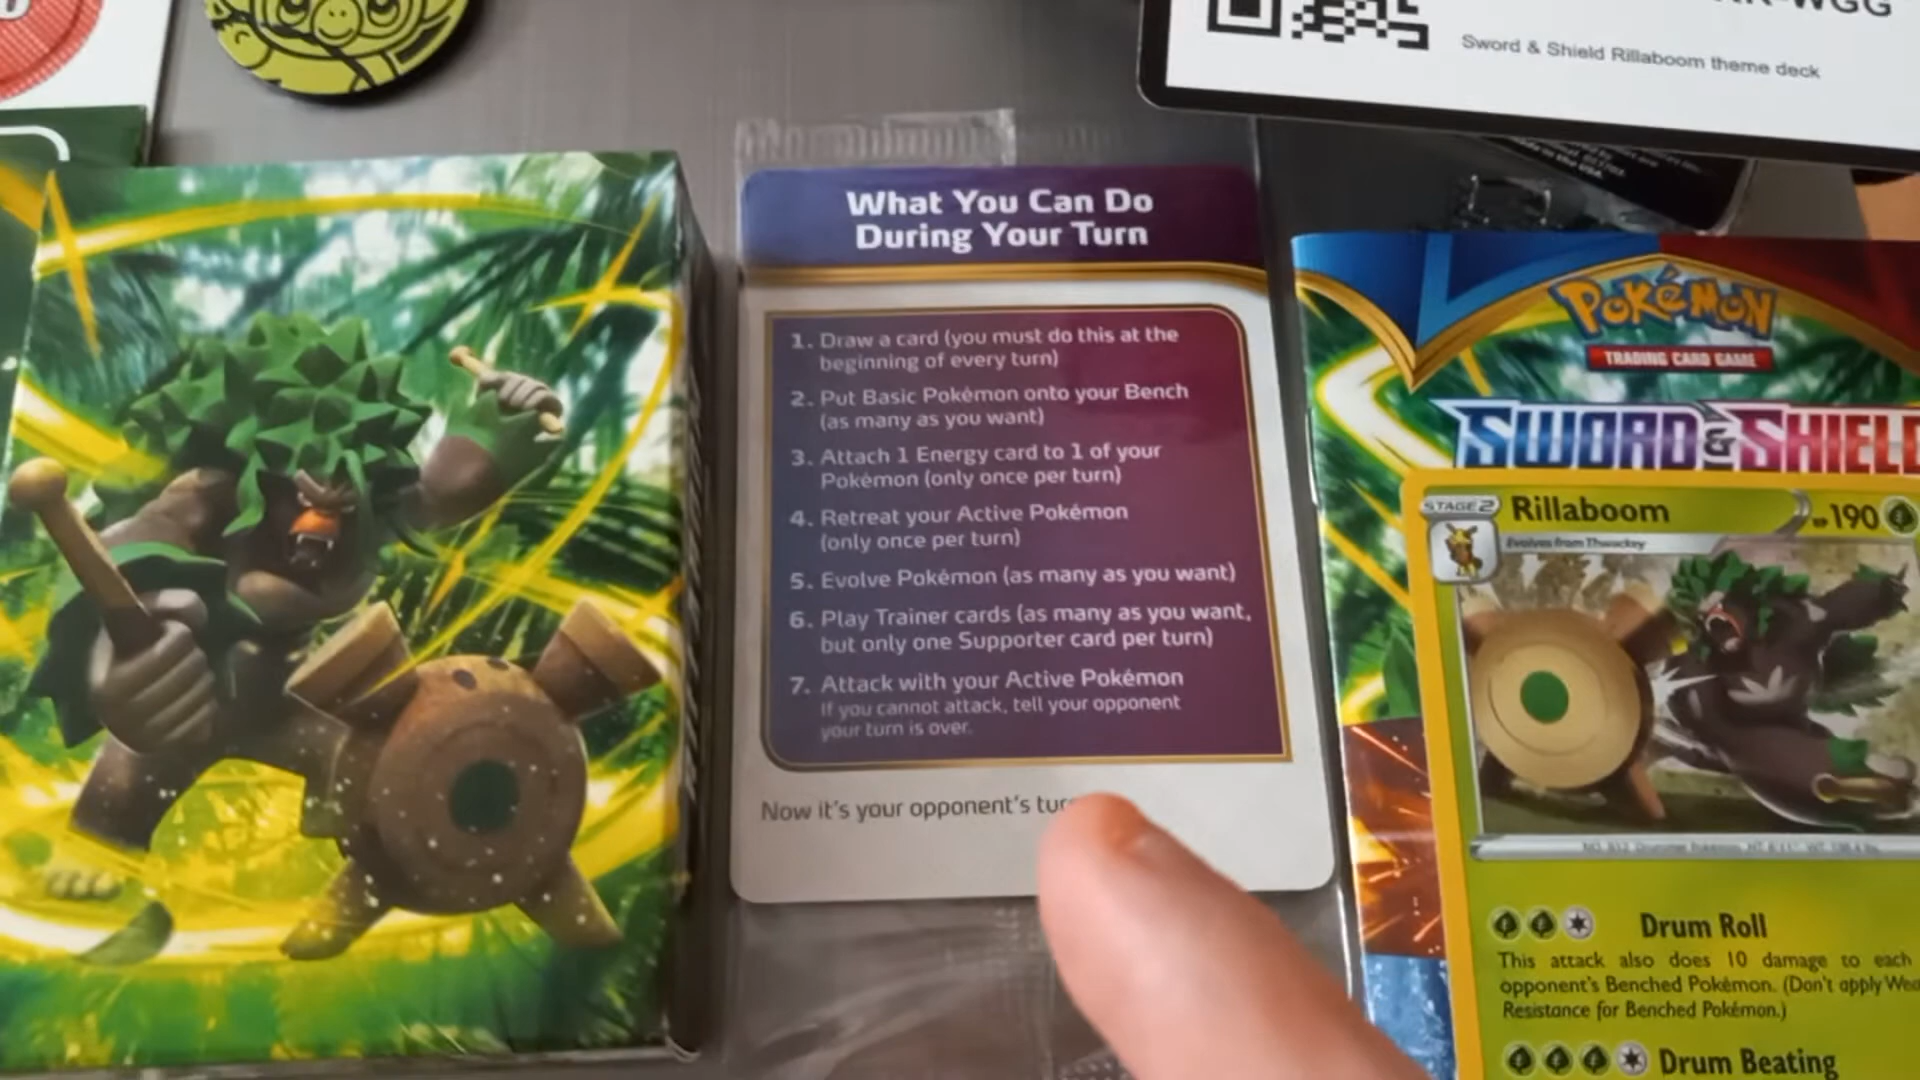 Sword & Shield Rillaboom theme deck
What You Can Do
During Your Turn
1. Draw a card (you must do this at the
beginning of every turn)
2. Put Basic Pokémon onto your Bench
(as many as you want)
3. Attach 1 Energy card to 1 of your
Pokémon (only once per turn)
4. Retreat your Active Pokémon
(only once per turn)
5. Evolve Pokémon (as many as you want)
6. Play Trainer cards (as many as you want,
but only one Supporter card per turn)
7. Attack with your Active Pokémon
If you cannot attack, tell your opponent
your turn is over.
Now it's your opponent's
POKéMON
TRADING CARD GAME
SWORD & SHIELD
STAGE 2
Rillaboom
HP 190
Evolves from Thwackey
Drum Roll
This attack also does 10 damage to each
opponent's Benched Pokémon. (Don't apply
Resistance for Benched Pokémon.)
Drum Beating